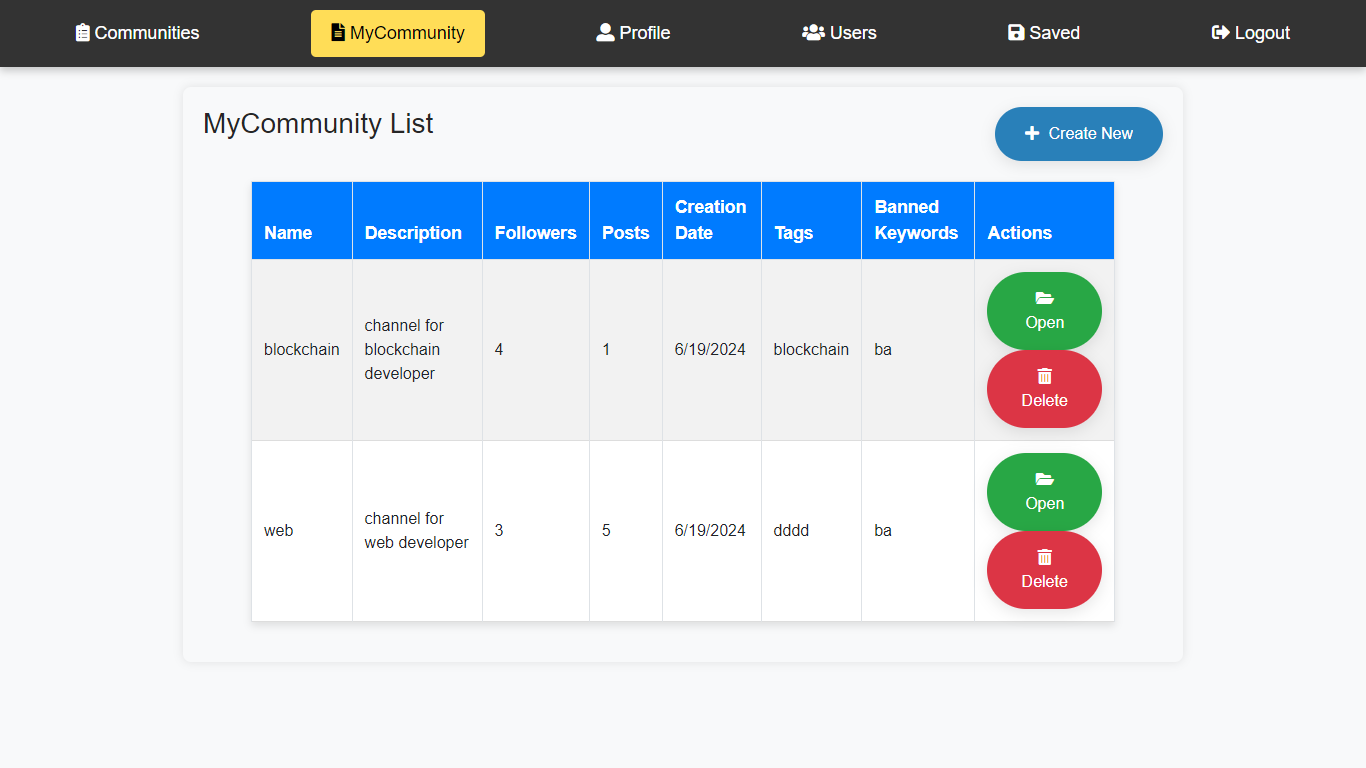 Communities MyCommunity Profile Users Saved Logout
MyCommunity List
Create New
Name Description Followers Posts Creation Date Tags Banned Keywords Actions
blockchain
channel for
blockchain
developer
4 1 6/19/2024 blockchain ba
Open
Delete
web
channel for
web developer
3 5 6/19/2024 dddd ba
Open
Delete